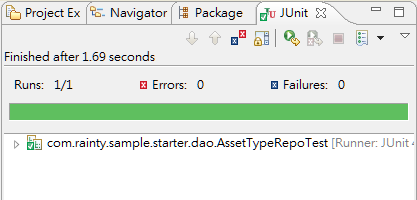 Project Ex Navigator Package JUnit
Finished after 1.69 seconds
Runs: 1/1 Errors: 0 Failures: 0
com.rainty.sample.starter.dao.AssetTypeRepoTest [Runner: JUnit 4